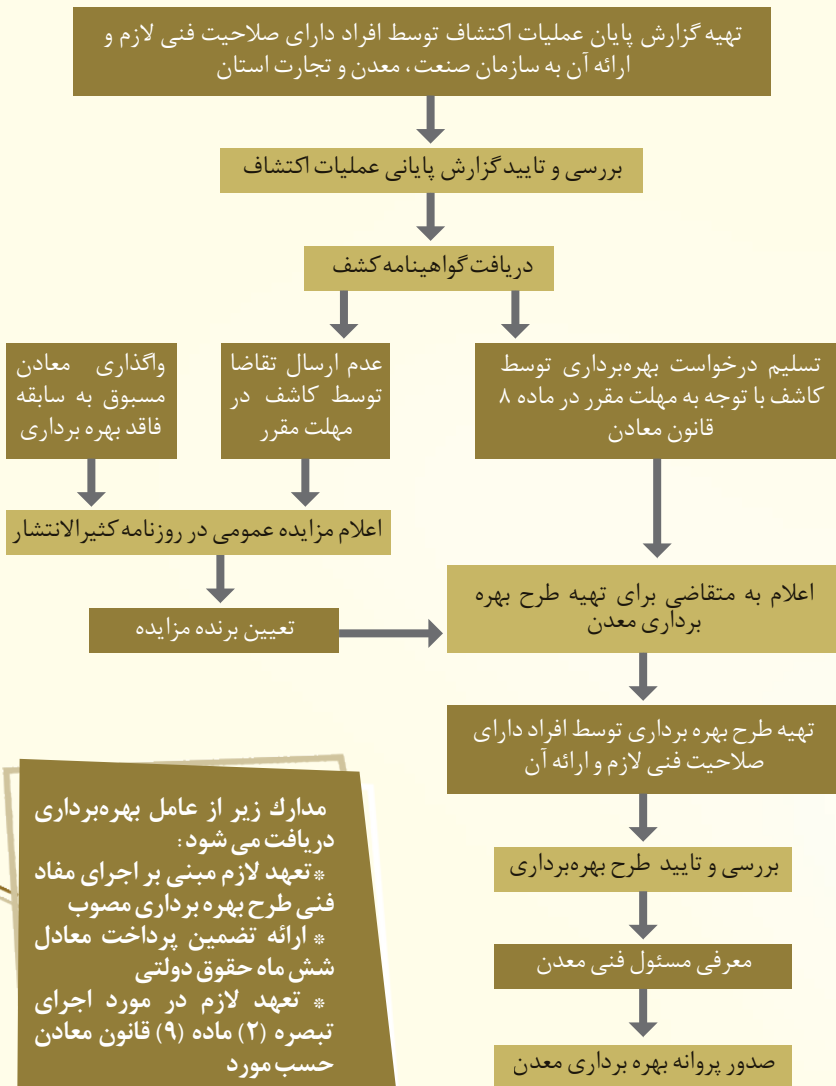 تهیه گزارش پایان عملیات اکتشاف توسط افراد دارای صلاحیت فنی لازم و
ارائه آن به سازمان صنعت، معدن و تجارت استان
بررسی و تایید گزارش پایانی عملیات اکتشاف
دریافت گواهینامه کشف
تسلیم درخواست بهره‌برداری توسط
کاشف با توجه به مهلت مقرر در ماده ۸
قانون معادن
عدم ارسال تقاضا
توسط کاشف در
مهلت مقرر
واگذاری معادن
مسبوق به سابقه
فاقد بهره برداری
اعلام مزایده عمومی در روزنامه کثیرالانتشار
تعیین برنده مزایده
اعلام به متقاضی برای تهیه طرح بهره
برداری معدن
تهیه طرح بهره برداری توسط افراد دارای
صلاحیت فنی لازم و ارائه آن
بررسی و تایید طرح بهره‌برداری
معرفی مسئول فنی معدن
صدور پروانه بهره برداری معدن
مدارك زیر از عامل بهره‌برداری
دریافت می شود:
* تعهد لازم مبنی بر اجرای مفاد
فنی طرح بهره برداری مصوب
* ارائه تضمین پرداخت معادل
شش ماه حقوق دولتی
* تعهد لازم در مورد اجرای
تبصره (۲) ماده (۹) قانون معادن
حسب مورد